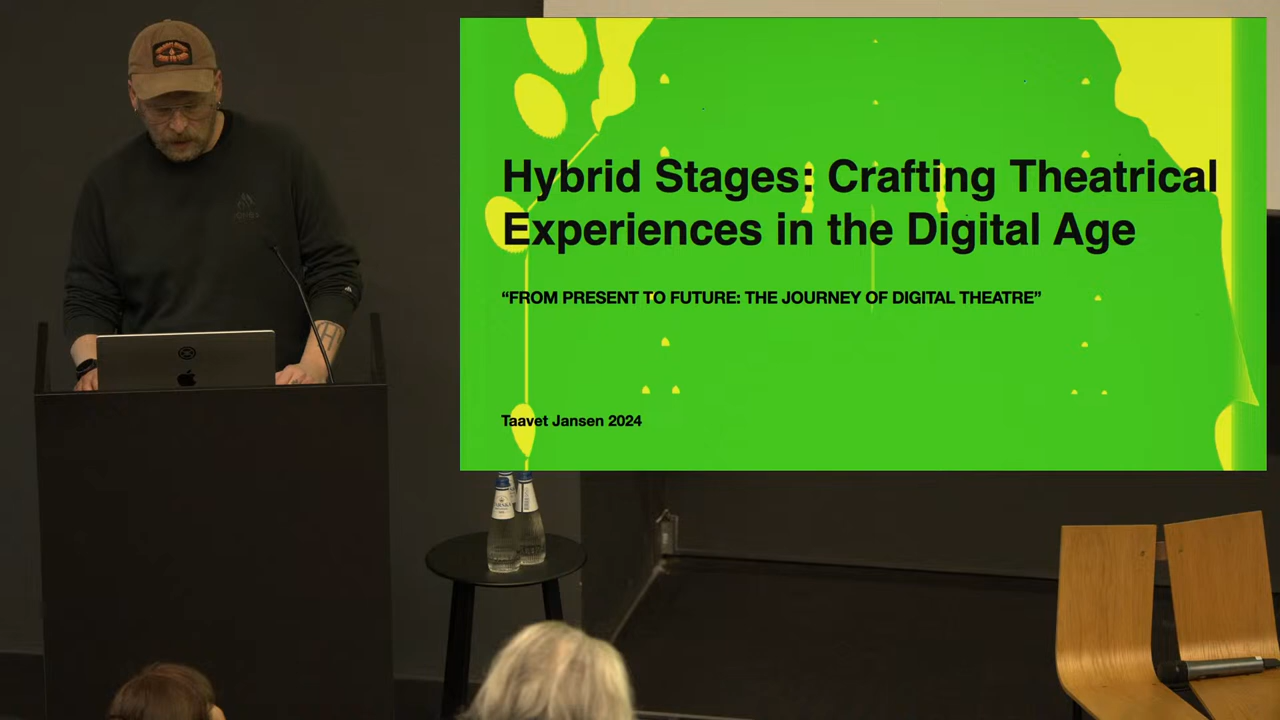 Hybrid Stages: Crafting Theatrical
Experiences in the Digital Age
“FROM PRESENT TO FUTURE: THE JOURNEY OF DIGITAL THEATRE”
Taavet Jansen 2024